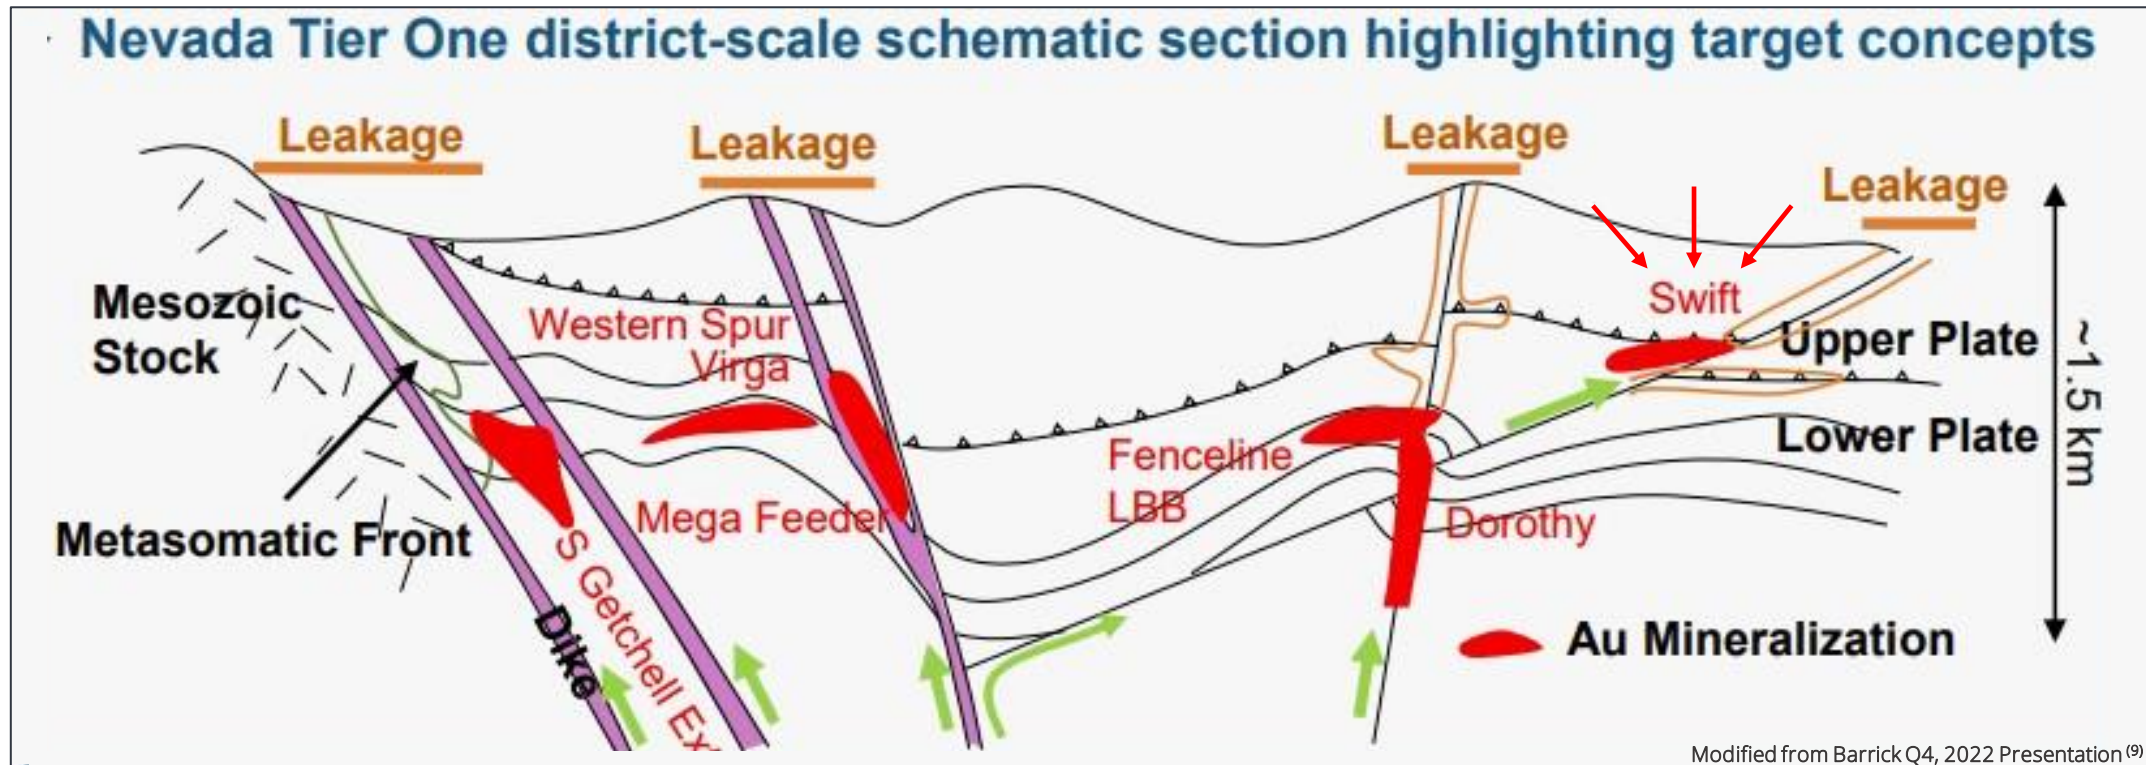 Nevada Tier One district-scale schematic section highlighting target concepts
Leakage
Leakage
Leakage
Leakage
Mesozoic
Stock
Metasomatic Front
Western Spur
Virga
Mega Feeder
S Getchell Ext
Dike
Fenceline
LBB
Dorothy
Swift
Upper Plate
Lower Plate
~1.5 km
Au Mineralization
Modified from Barrick Q4, 2022 Presentation (9)